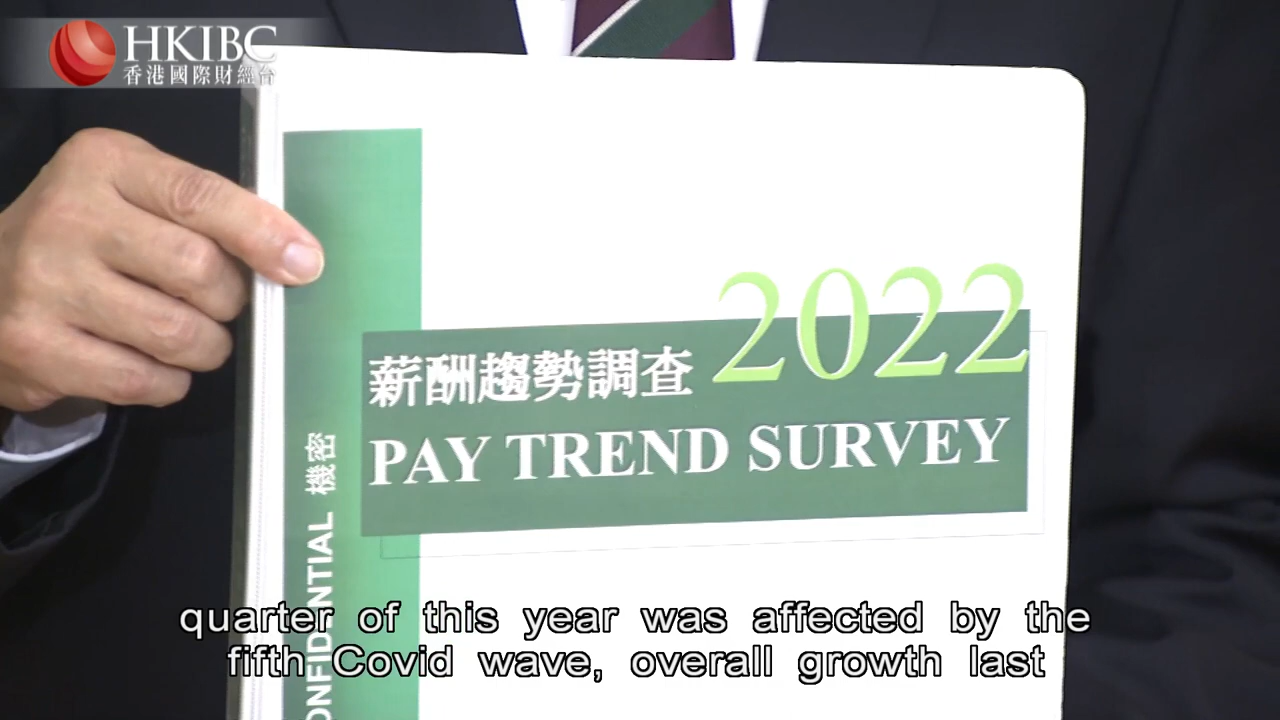 HKIBC
香港國際財經台
2022
薪酬趨勢調查
PAY TREND SURVEY
CONFIDENTIAL 機密
quarter of this year was affected by the
fifth Covid wave, overall growth last